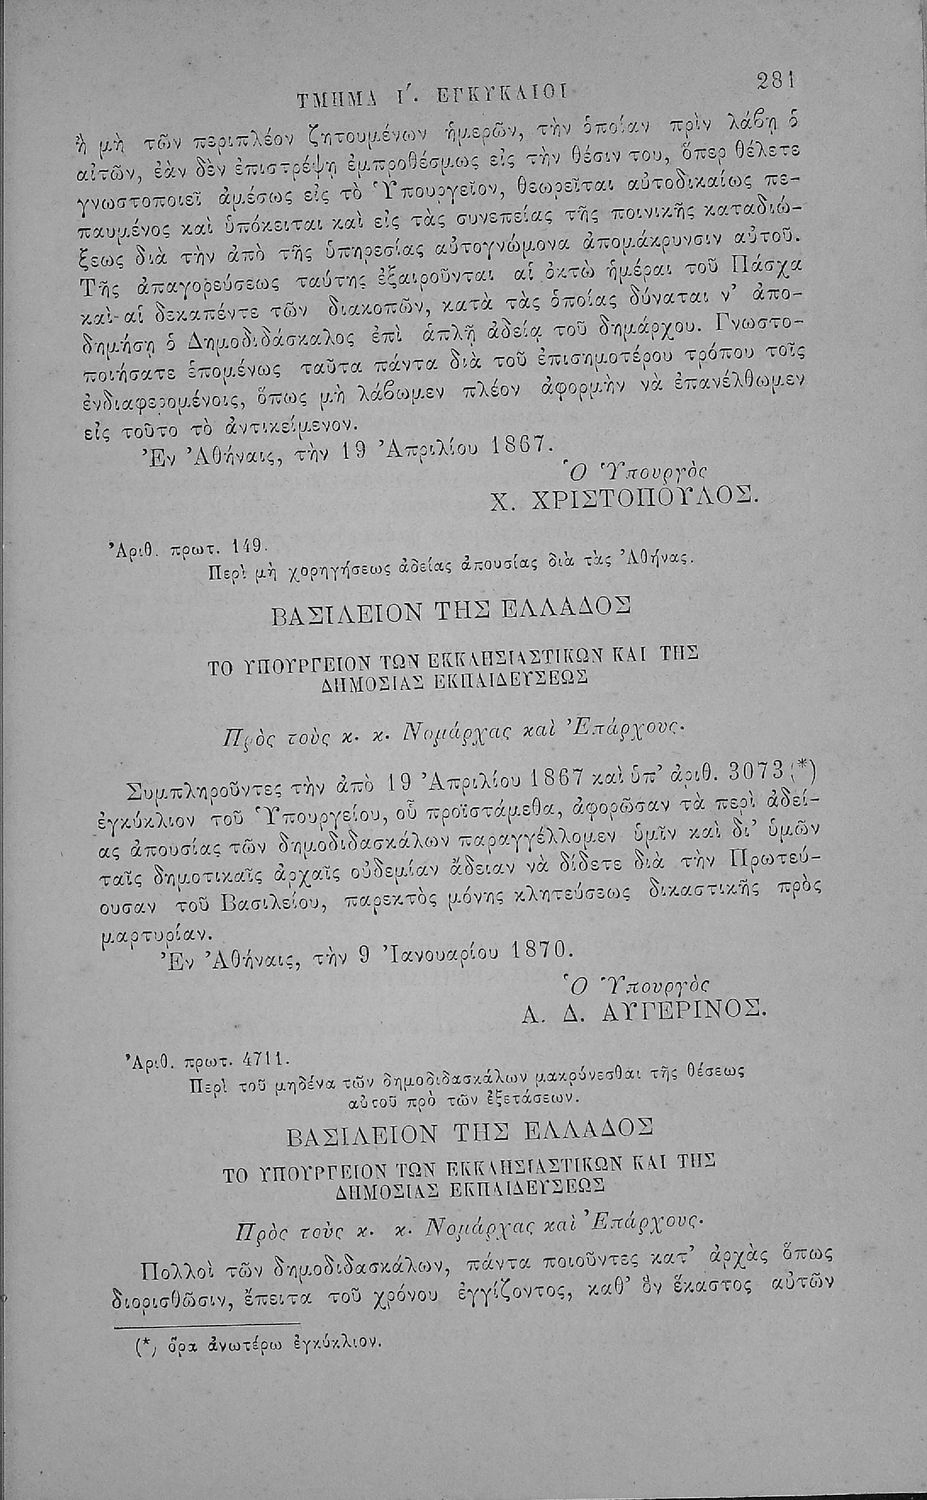 ΤΜΗΜΑ Γ΄. ΕΓΚΥΚΛΙΟΙ 281
ἢ μὴ τῶν περιπλέον ζητουμένων ἡμερῶν, τὴν ὁποίαν πρὶν λάβῃ ὁ
αἰτῶν, ἐὰν δὲν ἐπιστρέψῃ ἐμπροθέσμως εἰς τὴν θέσιν του, ὅπερ θέλετε
γνωστοποιεῖ ἀμέσως εἰς τὸ Ὑπουργεῖον, θεωρεῖται αὐτοδικαίως πε-
παυμένος καὶ ὑπόκειται καὶ εἰς τὰς συνεπείας τῆς ποινικῆς καταδιώ-
ξεως διὰ τὴν ἀπὸ τῆς ὑπηρεσίας αὐτογνώμονα ἀπομάκρυνσιν αὐτοῦ.
Τῆς ἀπαγορεύσεως ταύτης ἐξαιροῦνται αἱ ὀκτὼ ἡμέραι τοῦ Πάσχα
καὶ αἱ δεκαπέντε τῶν διακοπῶν, κατὰ τὰς ὁποίας δύναται ν' ἀπο-
δημήσῃ ὁ Δημοδιδάσκαλος ἐπὶ ἁπλῇ ἀδείᾳ τοῦ δημάρχου. Γνωστο-
ποιήσατε ἑπομένως ταῦτα πάντα διὰ τοῦ ἐπισημοτέρου τρόπου τοῖς
ἐνδιαφερομένοις, ὅπως μὴ λάβωμεν πλέον ἀφορμὴν νὰ ἐπανέλθωμεν
εἰς τοῦτο τὸ ἀντικείμενον.
Ἐν Ἀθήναις, τὴν 19 Ἀπριλίου 1867.
Ὁ Ὑπουργὸς
Χ. ΧΡΙΣΤΟΠΟΥΛΟΣ.
Ἀριθ. πρωτ. 149.
Περὶ μὴ χορηγήσεως ἀδείας ἀπουσίας διὰ τὰς Ἀθήνας.
ΒΑΣΙΛΕΙΟΝ ΤΗΣ ΕΛΛΑΔΟΣ
ΤΟ ΥΠΟΥΡΓΕΙΟΝ ΤΩΝ ΕΚΚΛΗΣΙΑΣΤΙΚΩΝ ΚΑΙ ΤΗΣ
ΔΗΜΟΣΙΑΣ ΕΚΠΑΙΔΕΥΣΕΩΣ
Πρὸς τοὺς κ. κ. Νομάρχας καὶ Ἐπάρχους.
Συμπληροῦντες τὴν ἀπὸ 19 Ἀπριλίου 1867 καὶ ὑπ' ἀριθ. 3073 (*)
ἐγκύκλιον τοῦ Ὑπουργείου, οὗ προϊστάμεθα, ἀφορῶσαν τὰ περὶ ἀδεί-
ας ἀπουσίας τῶν δημοδιδασκάλων παραγγέλλομεν ὑμῖν καὶ δι' ὑμῶν
ταῖς δημοτικαῖς ἀρχαῖς οὐδεμίαν ἄδειαν νὰ δίδετε διὰ τὴν Πρωτεύ-
ουσαν τοῦ Βασιλείου, παρεκτὸς μόνης κλητεύσεως δικαστικῆς πρὸς
μαρτυρίαν.
Ἐν Ἀθήναις, τὴν 9 Ἰανουαρίου 1870.
Ὁ Ὑπουργὸς
Α. Δ. ΑΥΓΕΡΙΝΟΣ.
Ἀριθ. πρωτ. 4711.
Περὶ τοῦ μηδένα τῶν δημοδιδασκάλων μακρύνεσθαι τῆς θέσεως
αὐτοῦ πρὸ τῶν ἐξετάσεων.
ΒΑΣΙΛΕΙΟΝ ΤΗΣ ΕΛΛΑΔΟΣ
ΤΟ ΥΠΟΥΡΓΕΙΟΝ ΤΩΝ ΕΚΚΛΗΣΙΑΣΤΙΚΩΝ ΚΑΙ ΤΗΣ
ΔΗΜΟΣΙΑΣ ΕΚΠΑΙΔΕΥΣΕΩΣ
Πρὸς τοὺς κ. κ. Νομάρχας καὶ Ἐπάρχους.
Πολλοὶ τῶν δημοδιδασκάλων, πάντα ποιοῦντες κατ' ἀρχὰς ὅπως
διορισθῶσιν, ἔπειτα τοῦ χρόνου ἐγγίζοντος, καθ' ὃν ἕκαστος αὐτῶν
(*) ὅρα ἀνωτέρω ἐγκύκλιον.